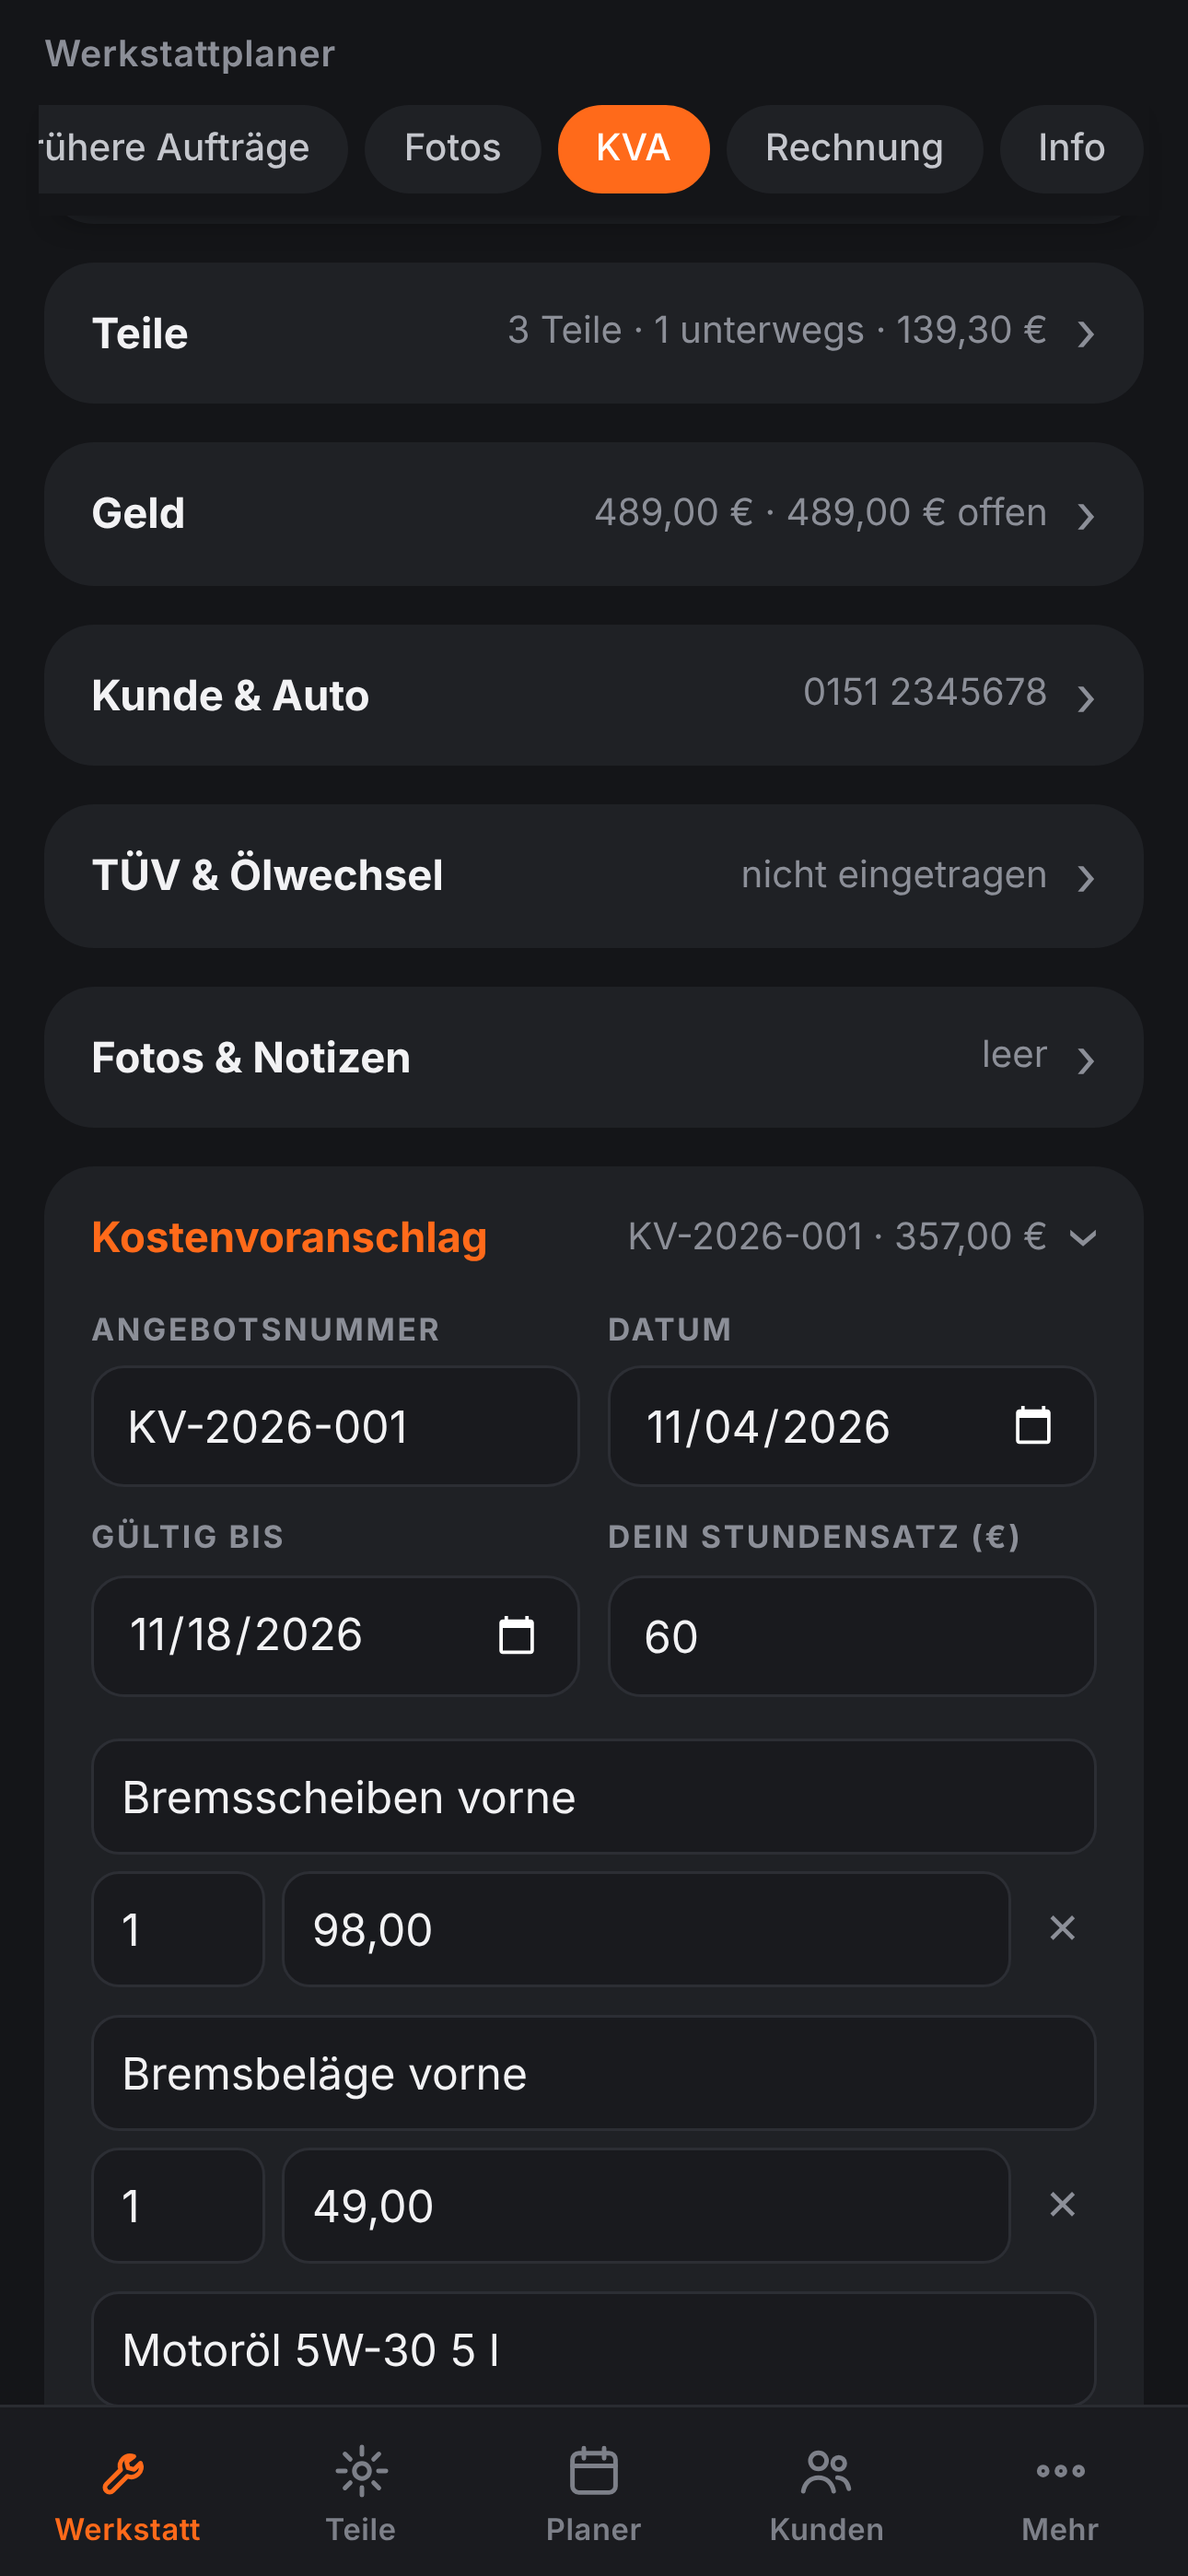 Werkstattplaner
rühere Aufträge Fotos KVA Rechnung Info
Teile 3 Teile · 1 unterwegs · 139,30 €
Geld 489,00 € · 489,00 € offen
Kunde & Auto 0151 2345678
TÜV & Ölwechsel nicht eingetragen
Fotos & Notizen leer
Kostenvoranschlag KV-2026-001 · 357,00 €
ANGEBOTSNUMMER DATUM
KV-2026-001 11/04/2026
GÜLTIG BIS DEIN STUNDENSATZ (€)
11/18/2026 60
Bremsscheiben vorne
1 98,00
Bremsbeläge vorne
1 49,00
Motoröl 5W-30 5 l
Werkstatt Teile Planer Kunden Mehr